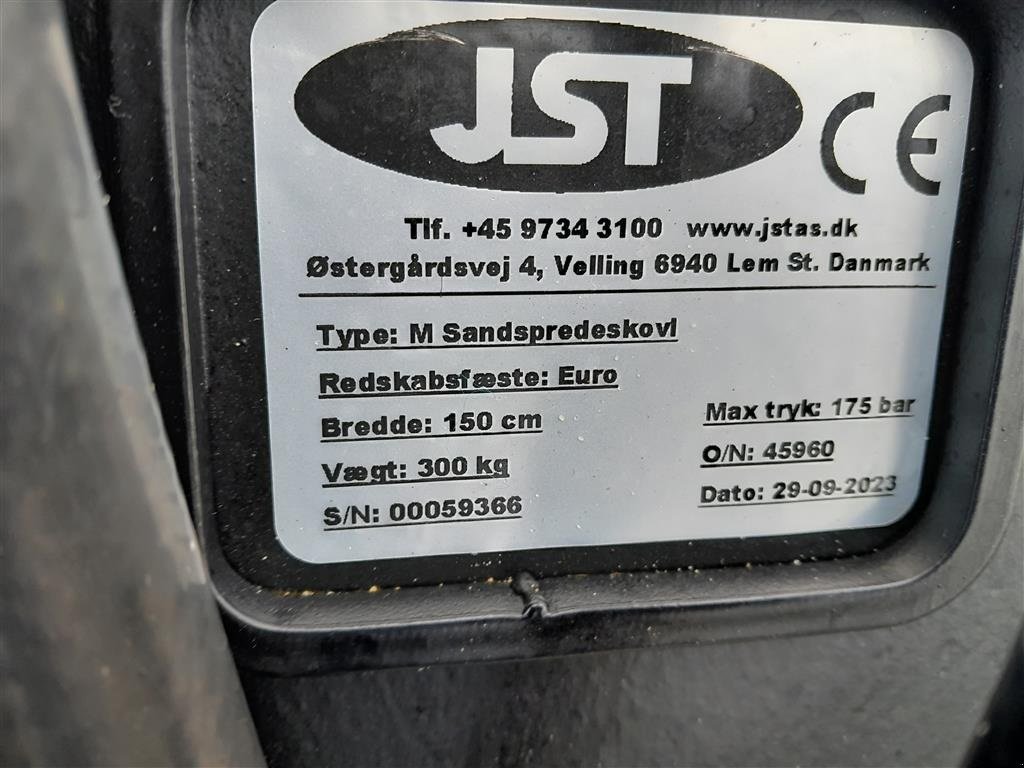 JST CE
Tlf. +45 9734 3100 www.jstas.dk
Østergårdsvej 4, Velling 6940 Lem St. Danmark
Type: M Sandspredeskovl
Redskabsfæste: Euro
Bredde: 150 cm Max tryk: 175 bar
Vægt: 300 kg O/N: 45960
S/N: 00059366 Dato: 29-09-2023